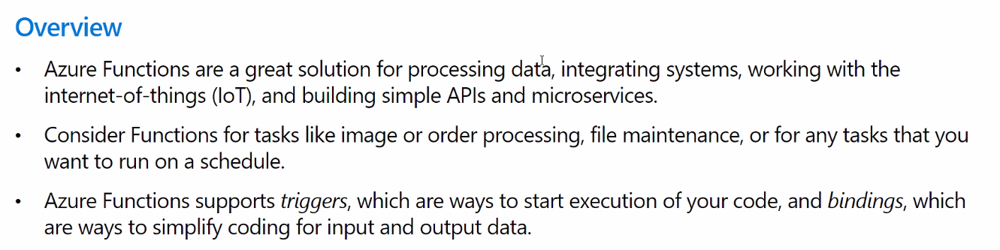 Overview
• Azure Functions are a great solution for processing data, integrating systems, working with the
internet-of-things (IoT), and building simple APIs and microservices.
• Consider Functions for tasks like image or order processing, file maintenance, or for any tasks that you
want to run on a schedule.
• Azure Functions supports triggers, which are ways to start execution of your code, and bindings, which
are ways to simplify coding for input and output data.